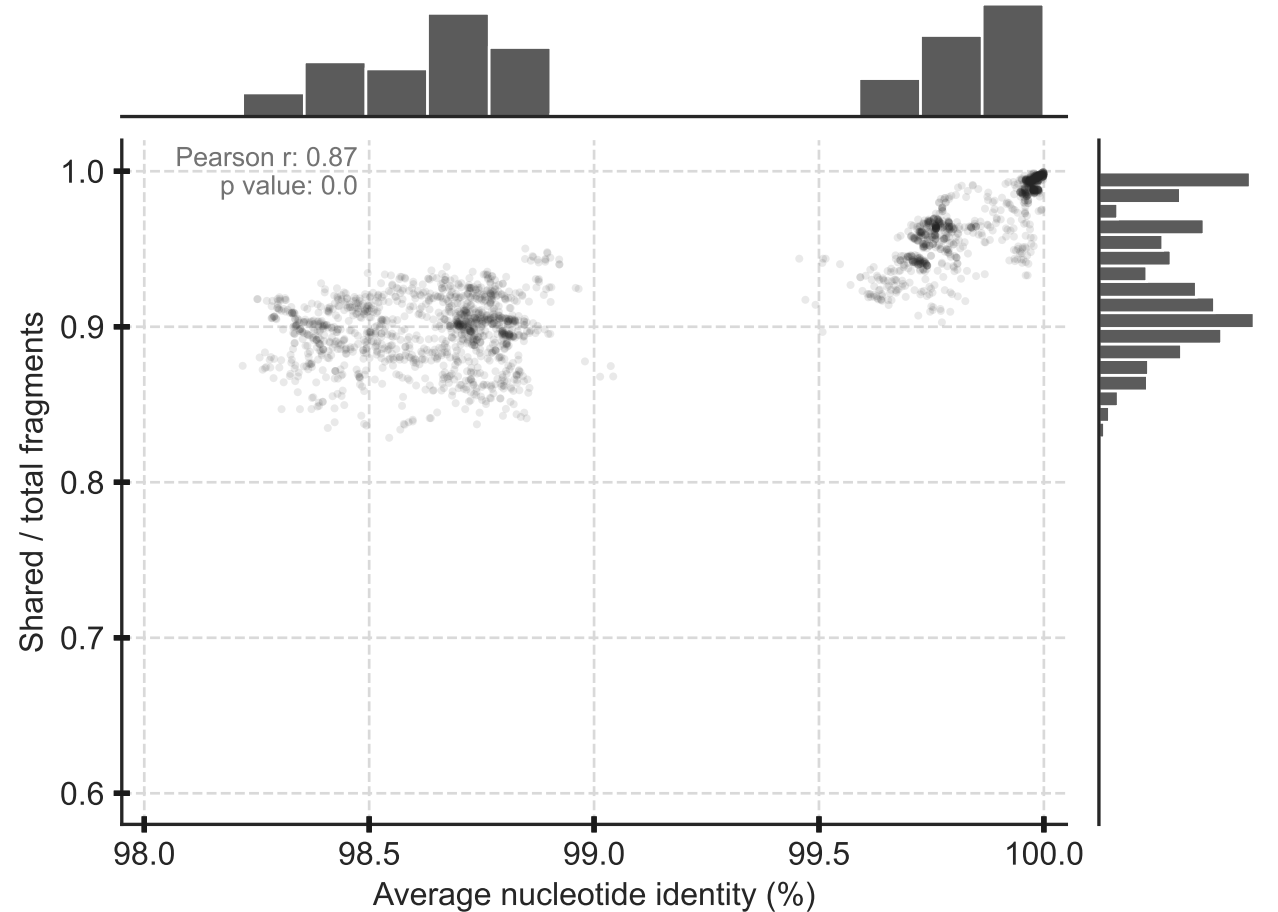 Pearson r: 0.87
p value: 0.0
1.0
0.9
0.8
0.7
0.6
Shared / total fragments
98.0 98.5 99.0 99.5 100.0
Average nucleotide identity (%)